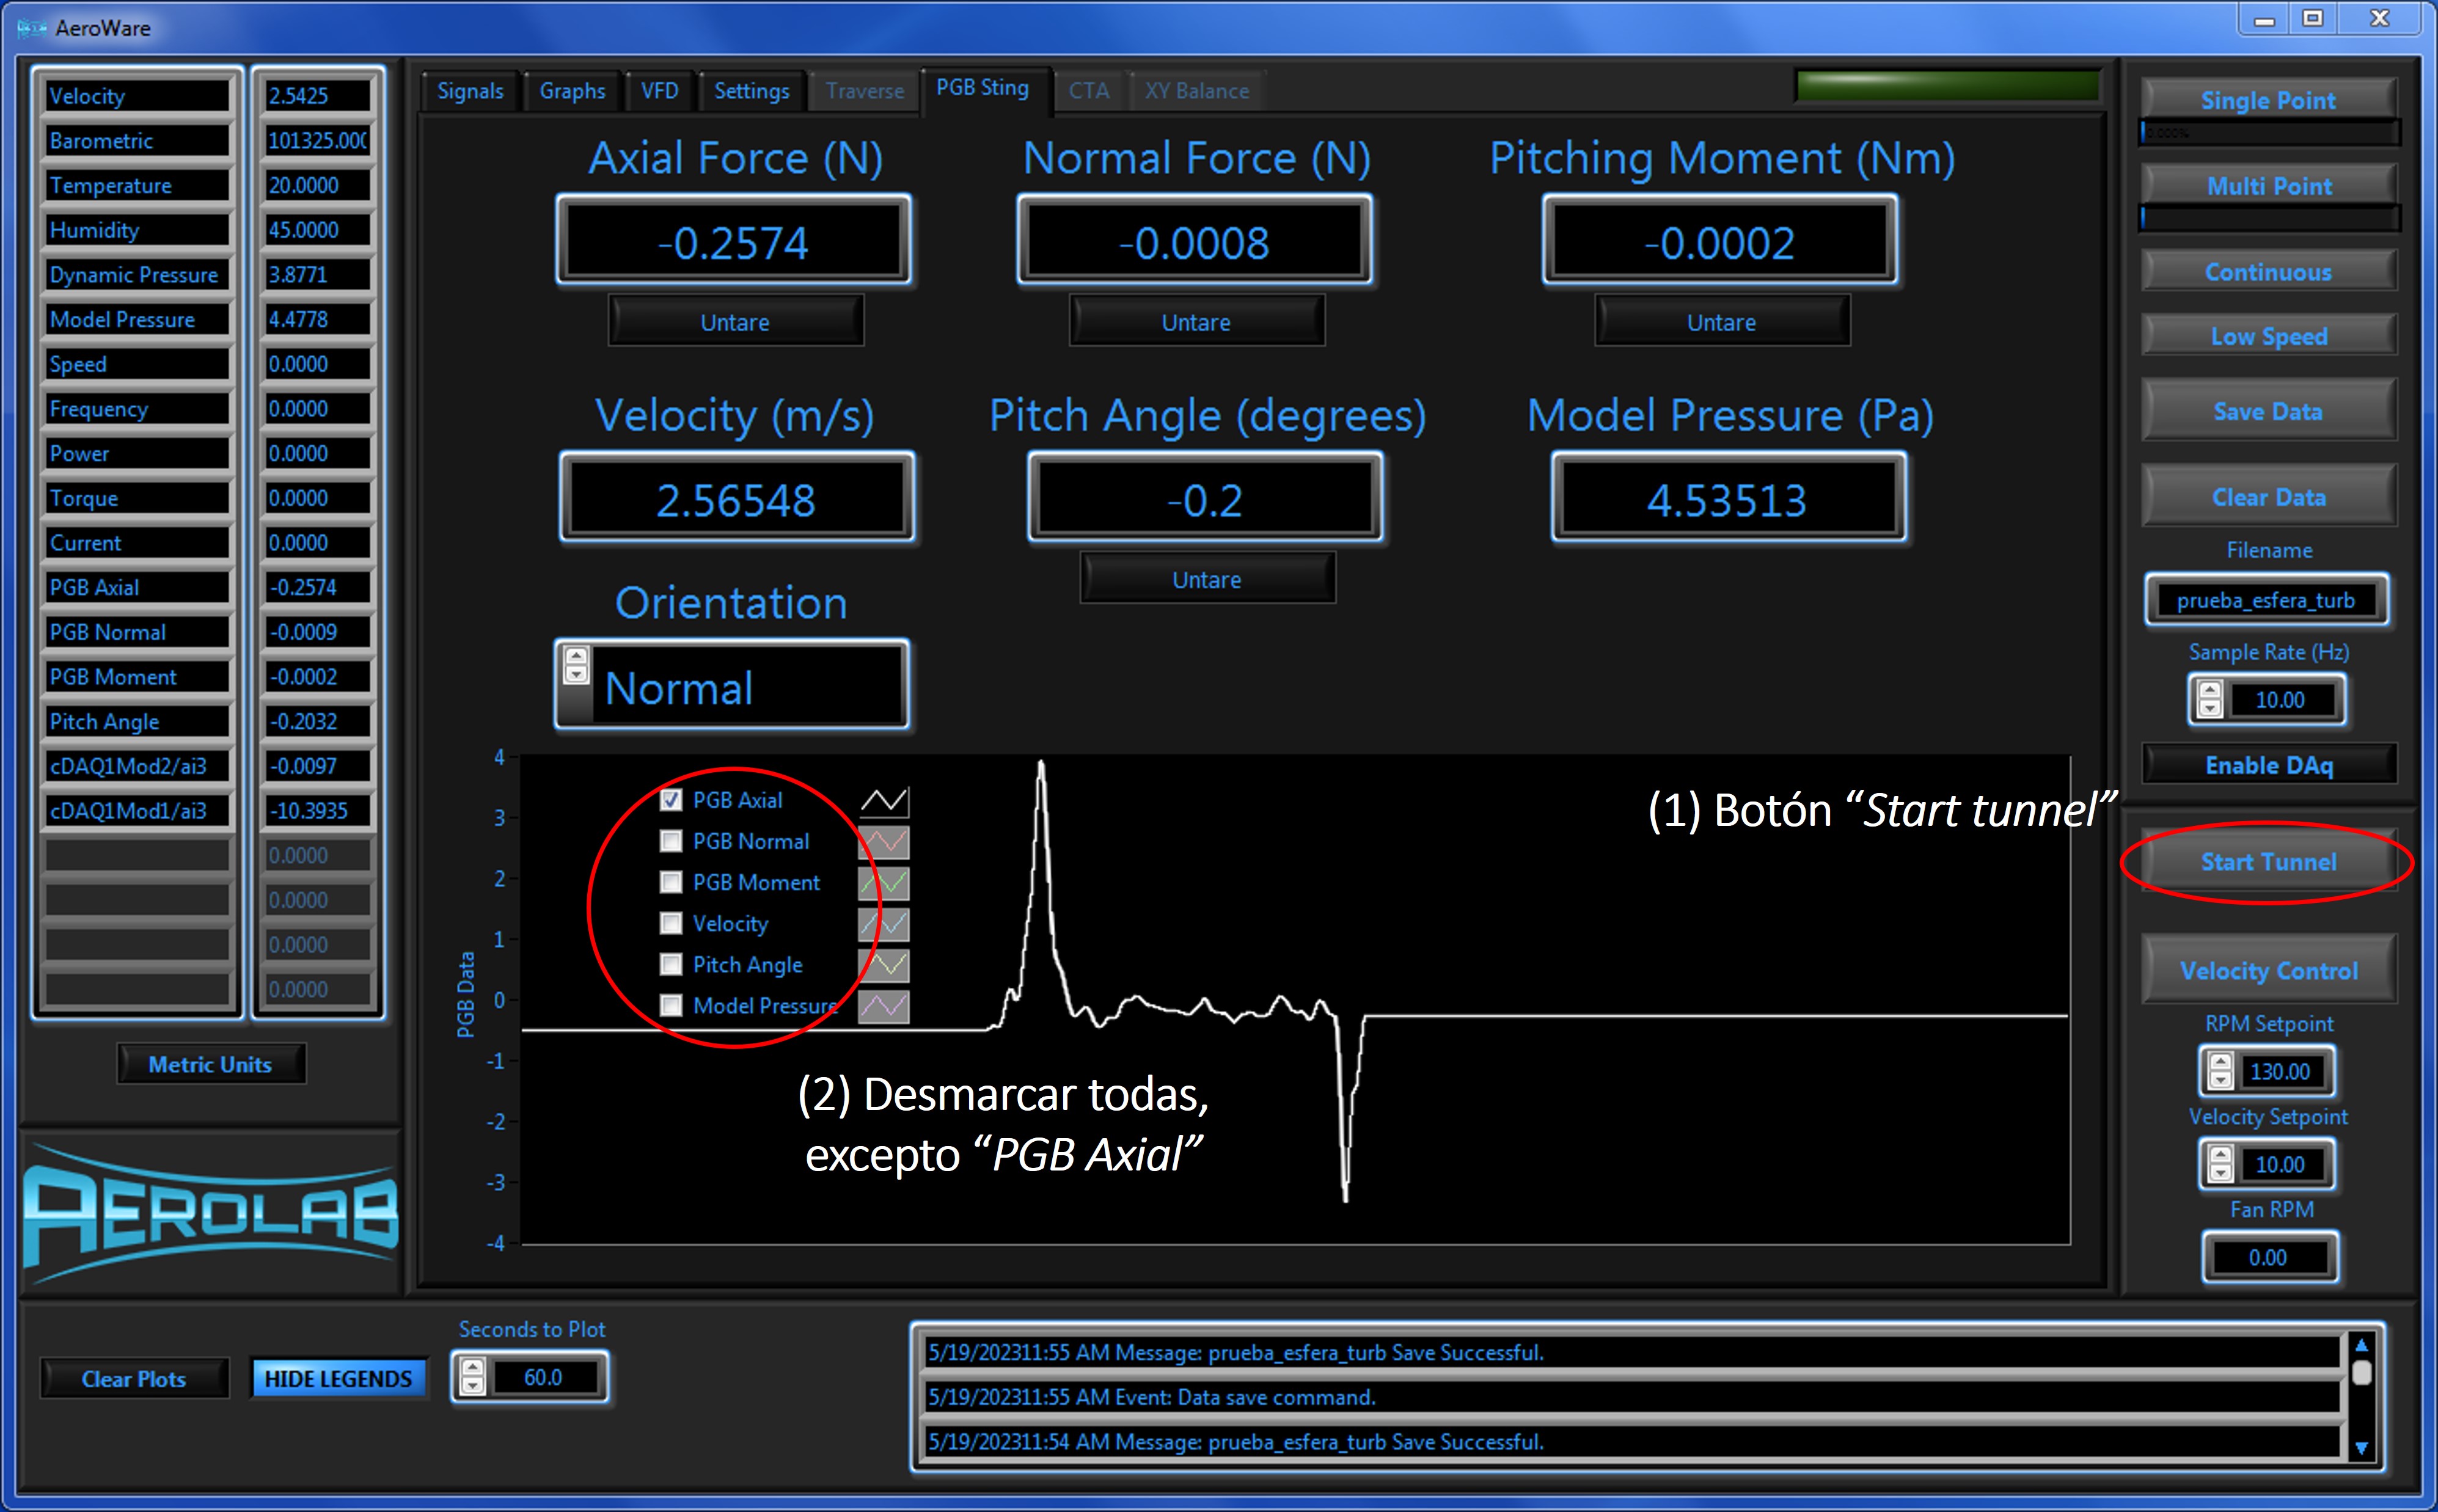 AeroWare
Velocity 2.5425
Barometric 101325.00(
Temperature 20.0000
Humidity 45.0000
Dynamic Pressure 3.8771
Model Pressure 4.4778
Speed 0.0000
Frequency 0.0000
Power 0.0000
Torque 0.0000
Current 0.0000
PGB Axial -0.2574
PGB Normal -0.0009
PGB Moment -0.0002
Pitch Angle -0.2032
cDAQ1Mod2/ai3 -0.0097
cDAQ1Mod1/ai3 -10.3935
0.0000
0.0000
0.0000
0.0000
Metric Units
AEROLAB
Signals Graphs VFD Settings Traverse PGB Sting CTA XY Balance
Axial Force (N) Normal Force (N) Pitching Moment (Nm)
-0.2574 -0.0008 -0.0002
Untare Untare Untare
Velocity (m/s) Pitch Angle (degrees) Model Pressure (Pa)
2.56548 -0.2 4.53513
Untare
Orientation
Normal
PGB Data
4
3
2
1
0
-1
-2
-3
-4
PGB Axial
PGB Normal
PGB Moment
Velocity
Pitch Angle
Model Pressure
(1) Botón “Start tunnel”
(2) Desmarcar todas,
excepto “PGB Axial”
Single Point
0.000%
Multi Point
Continuous
Low Speed
Save Data
Clear Data
Filename
prueba_esfera_turb
Sample Rate (Hz)
10.00
Enable DAq
Start Tunnel
Velocity Control
RPM Setpoint
130.00
Velocity Setpoint
10.00
Fan RPM
0.00
Clear Plots
HIDE LEGENDS
Seconds to Plot
60.0
5/19/202311:55 AM Message: prueba_esfera_turb Save Successful.
5/19/202311:55 AM Event: Data save command.
5/19/202311:54 AM Message: prueba_esfera_turb Save Successful.